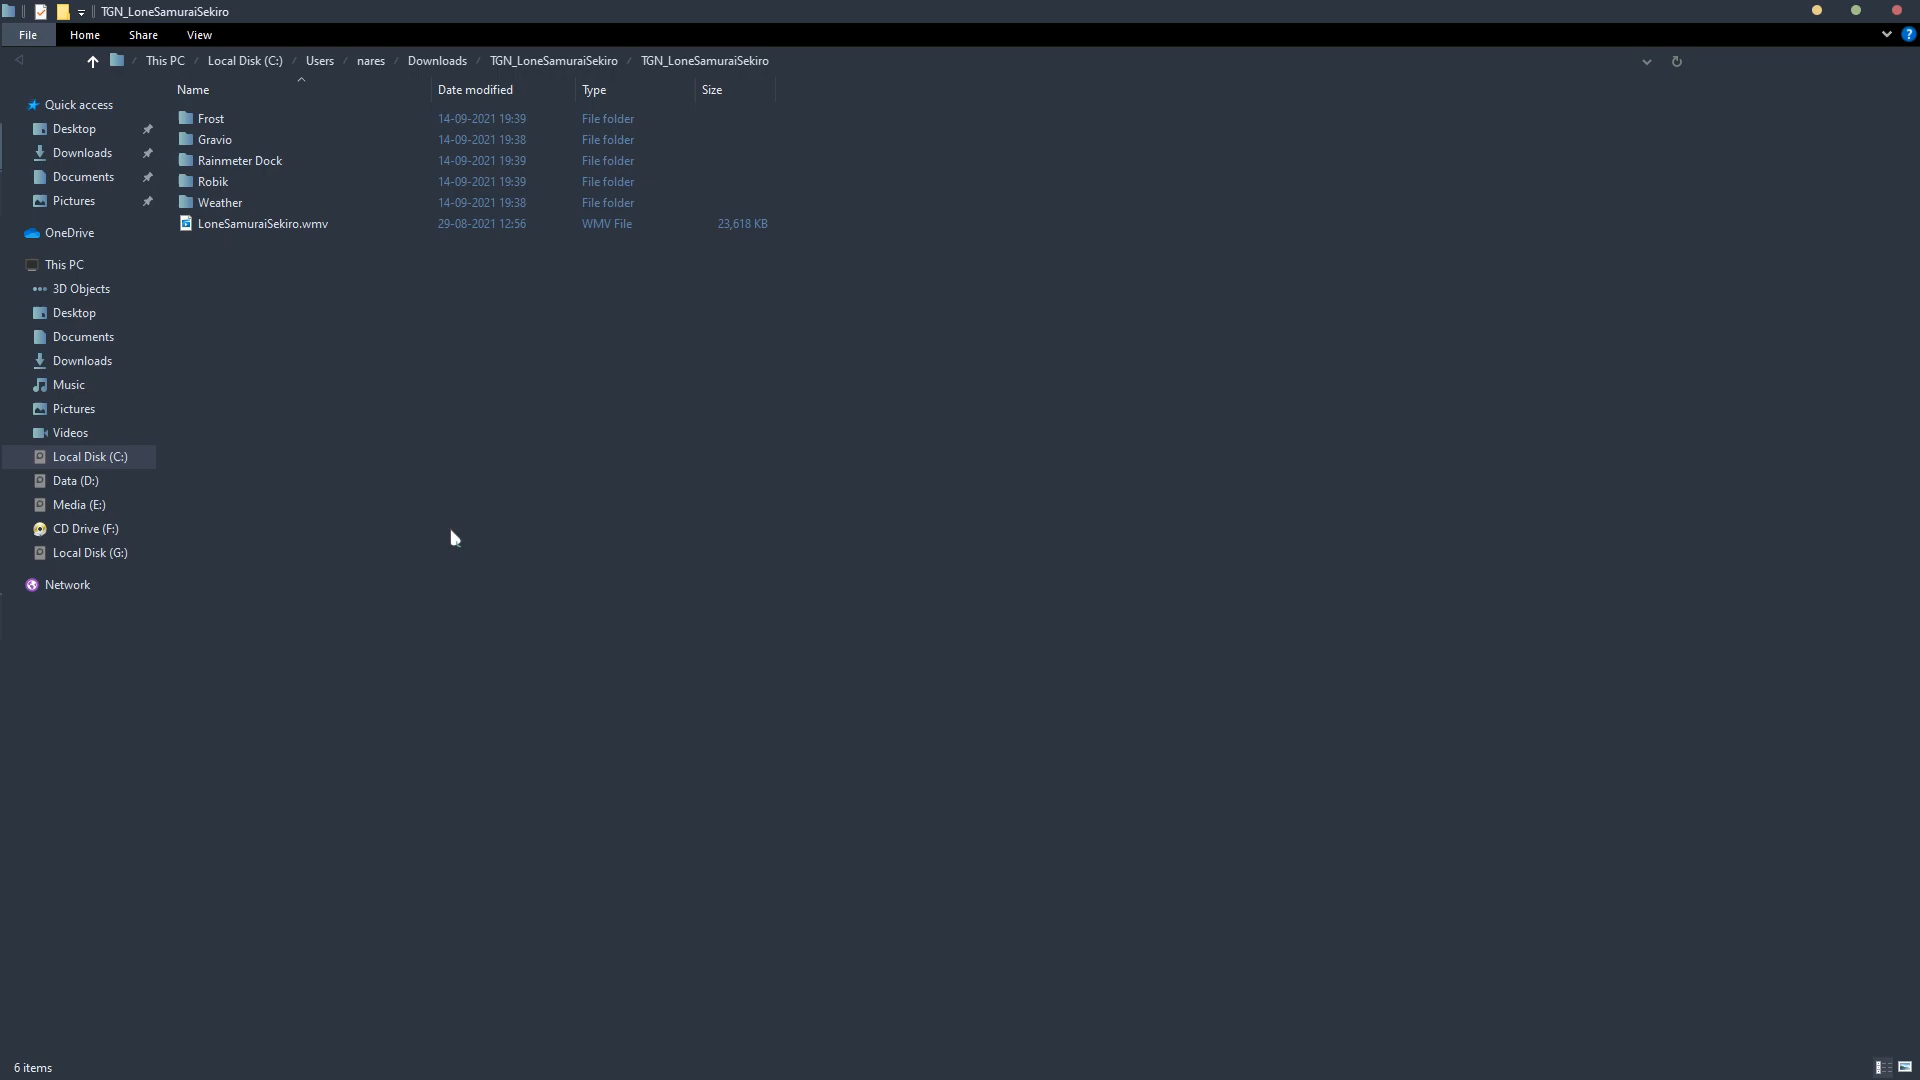 TGN_LoneSamuraiSekiro
File Home Share View
This PC / Local Disk (C:) / Users / nares / Downloads / TGN_LoneSamuraiSekiro / TGN_LoneSamuraiSekiro
Name Date modified Type Size
Frost 14-09-2021 19:39 File folder
Gravio 14-09-2021 19:38 File folder
Rainmeter Dock 14-09-2021 19:39 File folder
Robik 14-09-2021 19:39 File folder
Weather 14-09-2021 19:38 File folder
LoneSamuraiSekiro.wmv 29-08-2021 12:56 WMV File 23,618 KB
Quick access
Desktop
Downloads
Documents
Pictures
OneDrive
This PC
3D Objects
Desktop
Documents
Downloads
Music
Pictures
Videos
Local Disk (C:)
Data (D:)
Media (E:)
CD Drive (F:)
Local Disk (G:)
Network
6 items